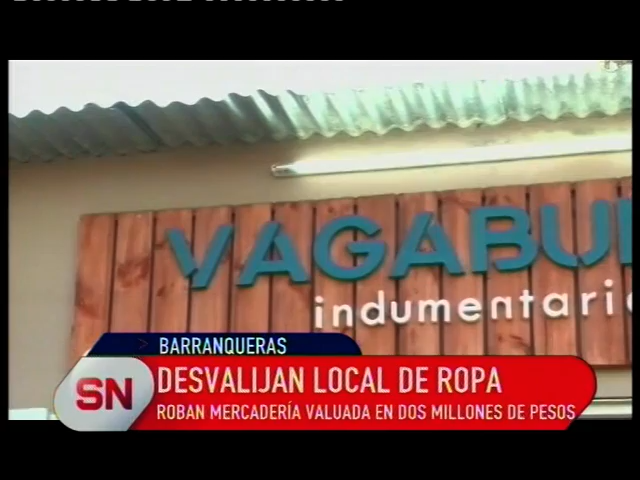 VAGABU
indumentari
> BARRANQUERAS
SN
DESVALIJAN LOCAL DE ROPA
ROBAN MERCADERÍA VALUADA EN DOS MILLONES DE PESOS